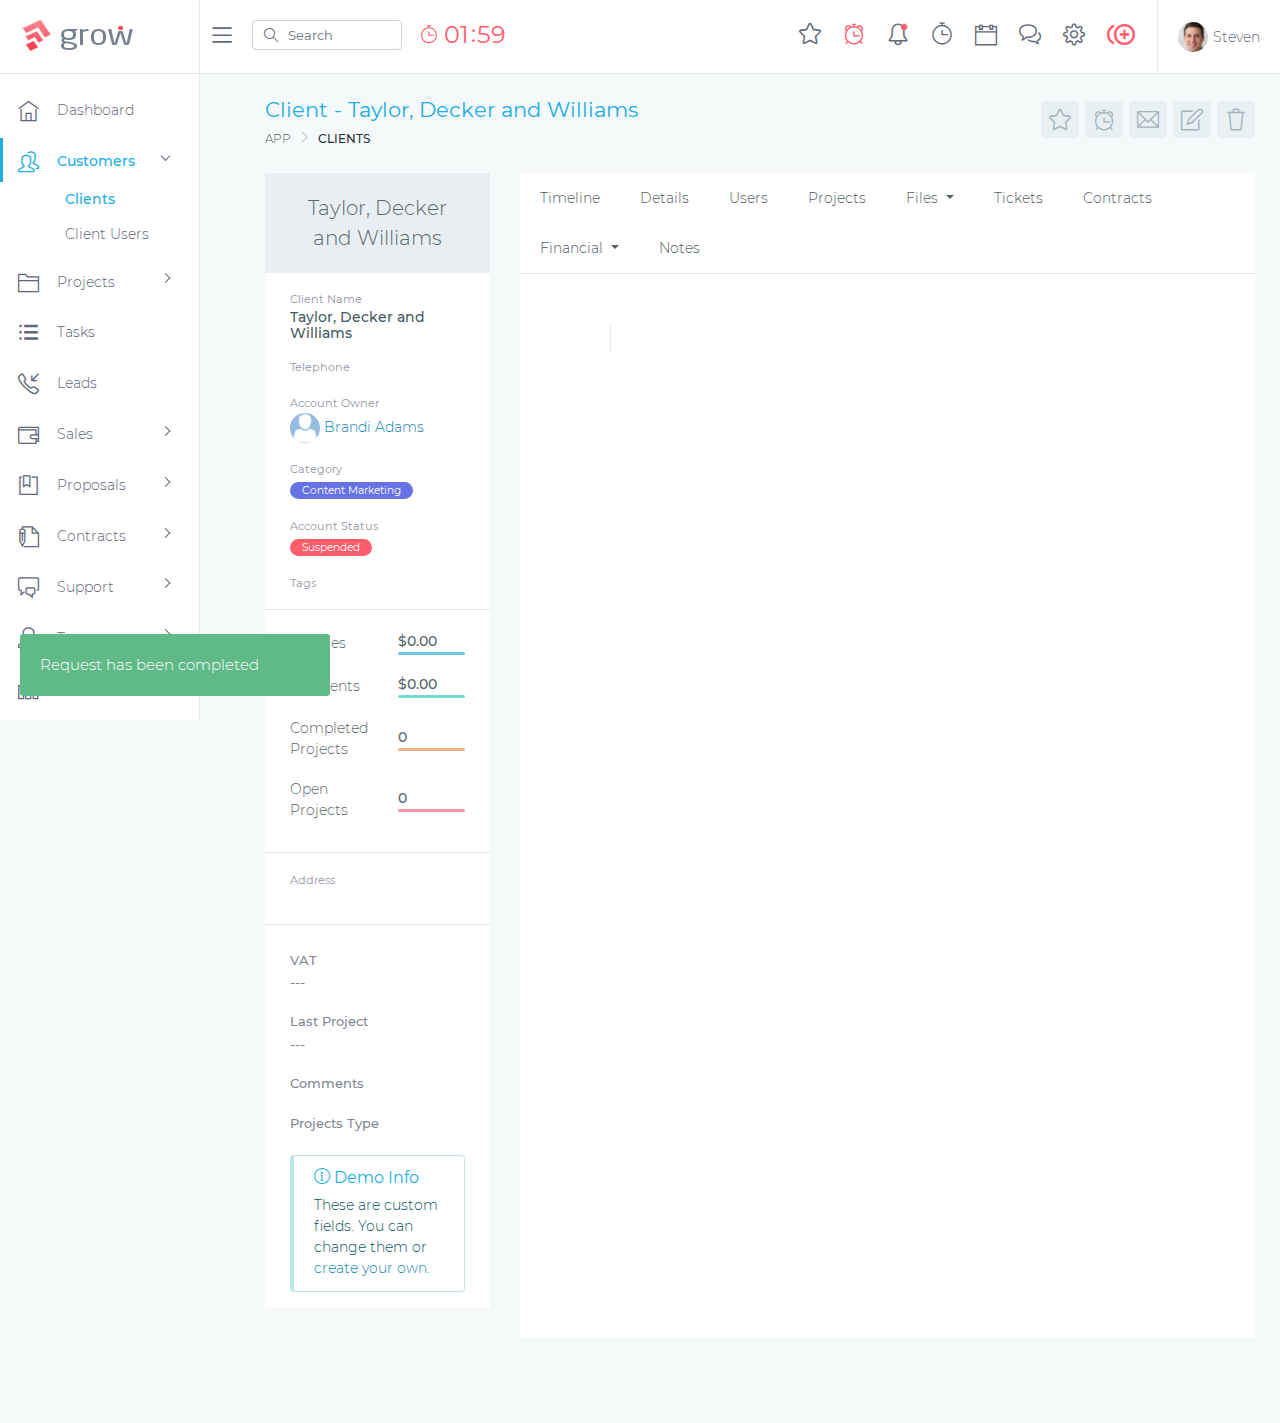 grow
Search
01:59
Steven
Dashboard
Customers
Clients
Client Users
Projects
Tasks
Leads
Sales
Proposals
Contracts
Support
Request has been completed
Client - Taylor, Decker and Williams
APP
CLIENTS
Taylor, Decker
and Williams
Client Name
Taylor, Decker and
Williams
Telephone
Account Owner
Brandi Adams
Category
Content Marketing
Account Status
Suspended
Tags
$0.00
$0.00
Completed
Projects
0
Open
Projects
0
Address
VAT
---
Last Project
---
Comments
Projects Type
Demo Info
These are custom
fields. You can
change them or
create your own.
Timeline
Details
Users
Projects
Files
Tickets
Contracts
Financial
Notes